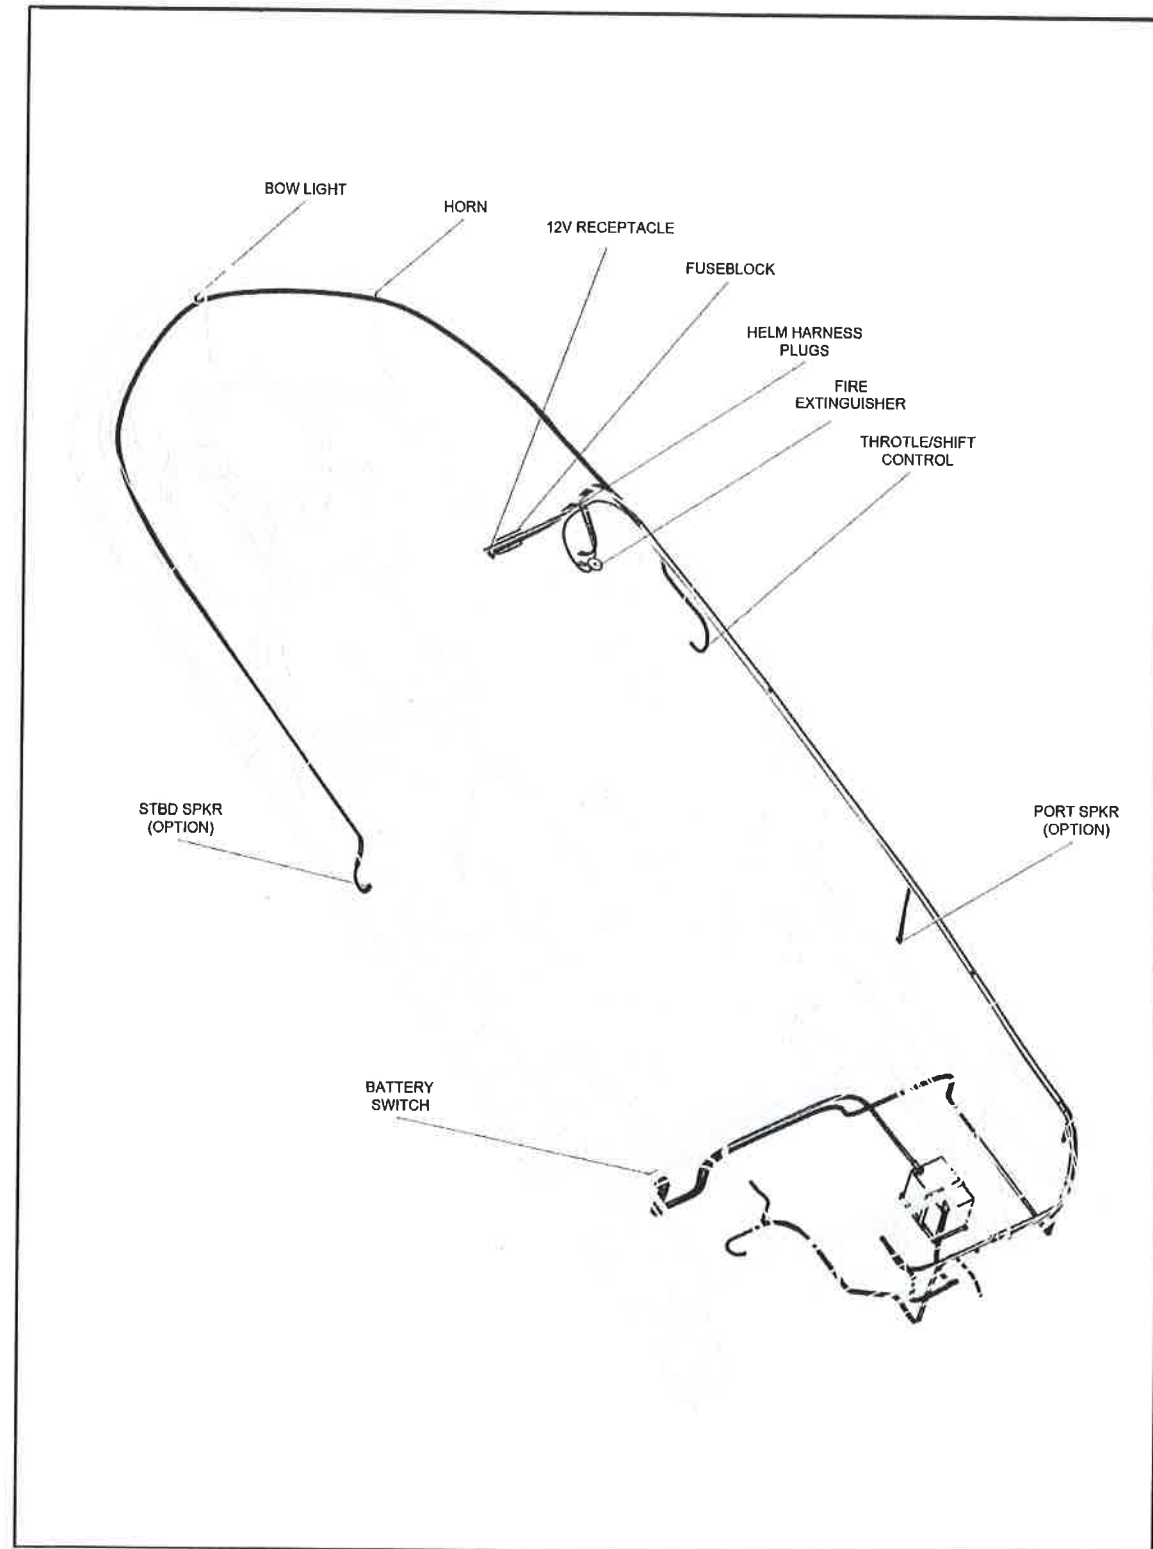 BOW LIGHT
HORN
12V RECEPTACLE
FUSEBLOCK
HELM HARNESS
PLUGS
FIRE
EXTINGUISHER
THROTLE/SHIFT
CONTROL
STBD SPKR
(OPTION)
PORT SPKR
(OPTION)
BATTERY
SWITCH